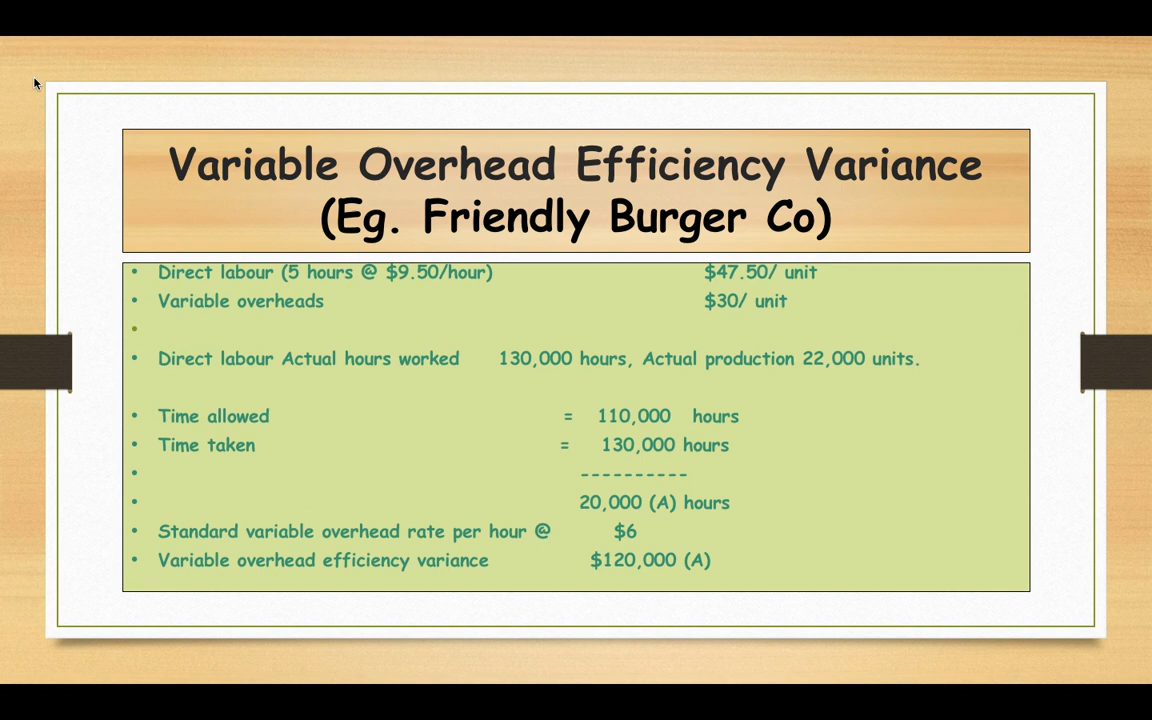 Variable Overhead Efficiency Variance
(Eg. Friendly Burger Co)
• Direct labour (5 hours @ $9.50/hour) $47.50/ unit
• Variable overheads $30/ unit
•
• Direct labour Actual hours worked 130,000 hours, Actual production 22,000 units.
• Time allowed = 110,000 hours
• Time taken = 130,000 hours
• ----------
• 20,000 (A) hours
• Standard variable overhead rate per hour @ $6
• Variable overhead efficiency variance $120,000 (A)